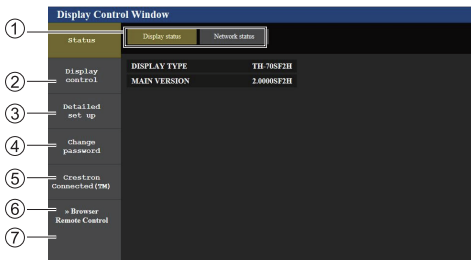 Display Control Window
①
Status
Display status
Network status
DISPLAY TYPE TH-70SF2H
MAIN VERSION 2.0000SF2H
②
Display
control
③
Detailed
set up
④
Change
password
⑤
Crestron
Connected(TM)
⑥
» Browser
Remote Control
⑦